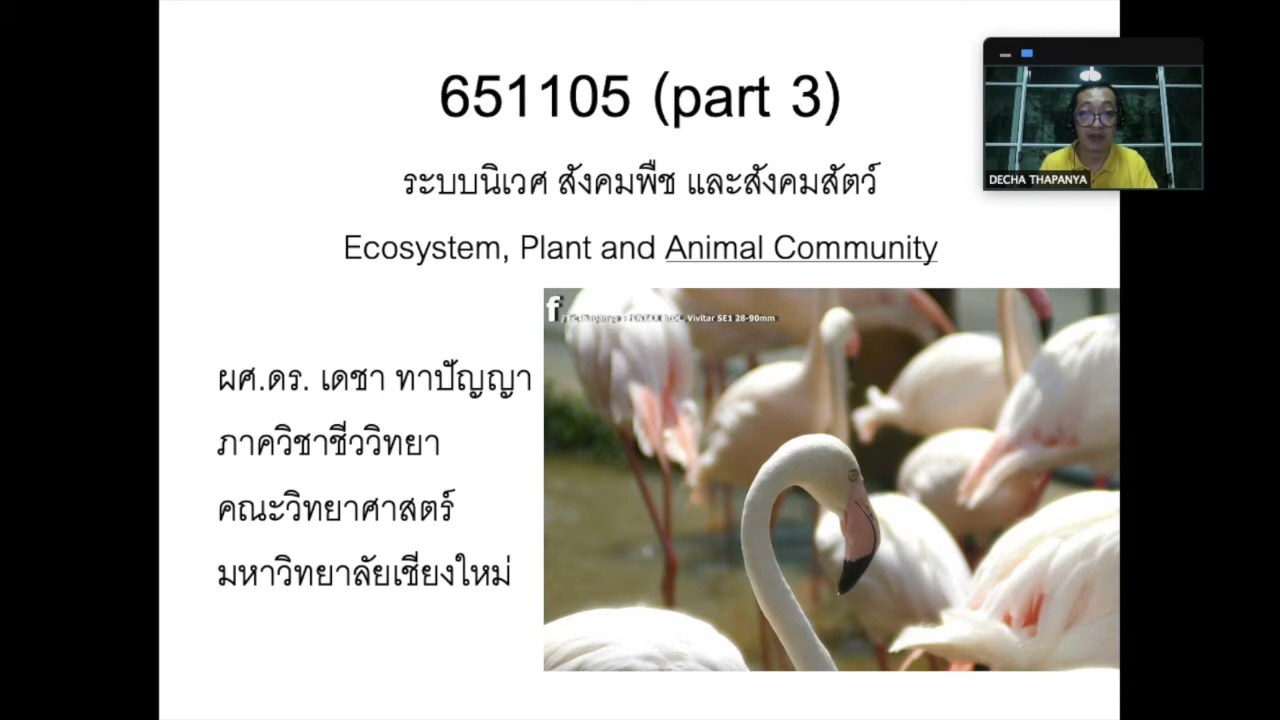 651105 (part 3)
ระบบนิเวศ สังคมพืช และสังคมสัตว์
Ecosystem, Plant and Animal Community
DECHA THAPANYA
f
Vivitar SE1 28-90mm
ผศ.ดร. เดชา ทาปัญญา
ภาควิชาชีววิทยา
คณะวิทยาศาสตร์
มหาวิทยาลัยเชียงใหม่